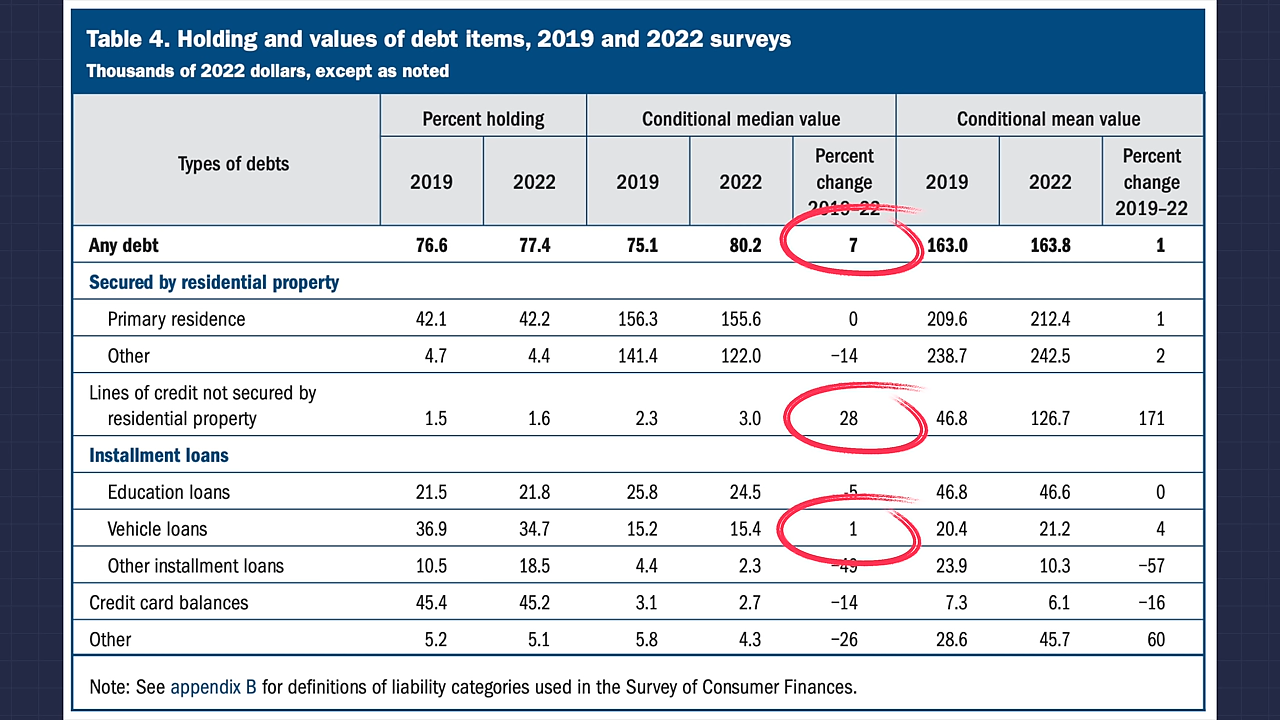 Table 4. Holding and values of debt items, 2019 and 2022 surveys
Thousands of 2022 dollars, except as noted
Types of debts
Percent holding
Conditional median value
Conditional mean value
2019 2022 2019 2022 Percent change 2019–22 2019 2022 Percent change 2019–22
Any debt 76.6 77.4 75.1 80.2 7 163.0 163.8 1
Secured by residential property
Primary residence 42.1 42.2 156.3 155.6 0 209.6 212.4 1
Other 4.7 4.4 141.4 122.0 −14 238.7 242.5 2
Lines of credit not secured by
residential property 1.5 1.6 2.3 3.0 28 46.8 126.7 171
Installment loans
Education loans 21.5 21.8 25.8 24.5 -5 46.8 46.6 0
Vehicle loans 36.9 34.7 15.2 15.4 1 20.4 21.2 4
Other installment loans 10.5 18.5 4.4 2.3 −49 23.9 10.3 −57
Credit card balances 45.4 45.2 3.1 2.7 −14 7.3 6.1 −16
Other 5.2 5.1 5.8 4.3 −26 28.6 45.7 60
Note: See appendix B for definitions of liability categories used in the Survey of Consumer Finances.